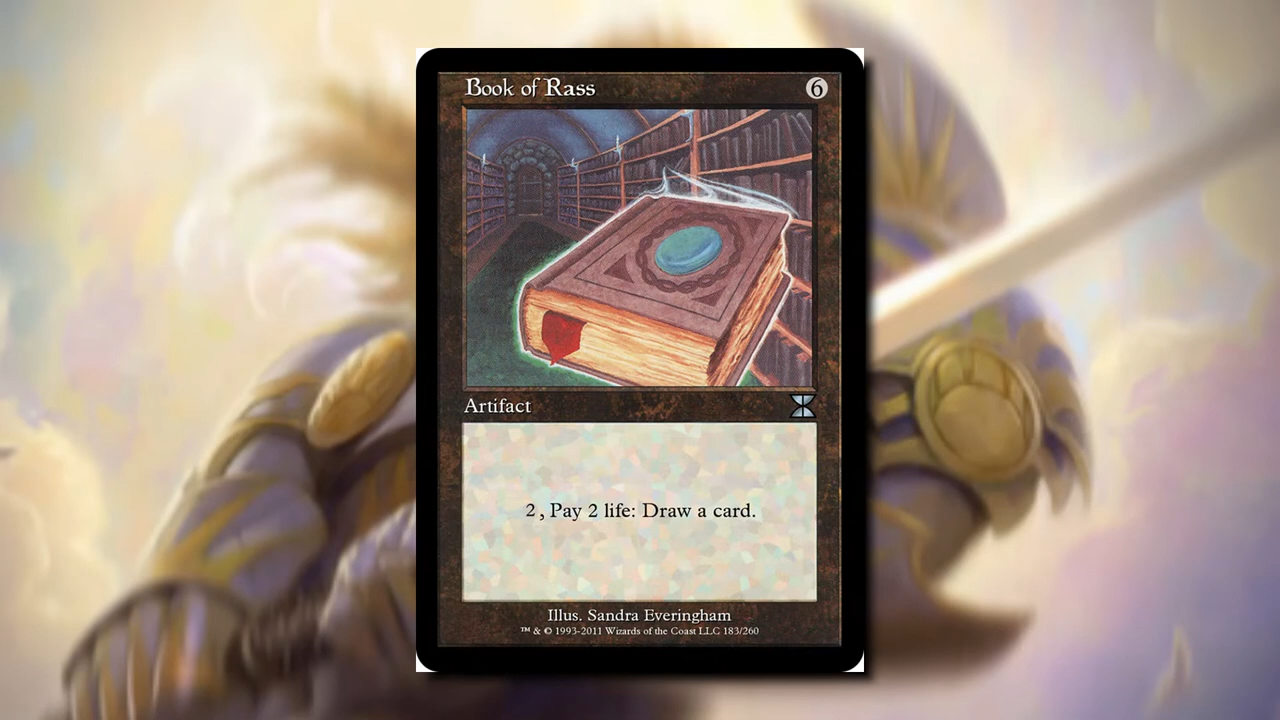 Book of Rass 6
Artifact
2, Pay 2 life: Draw a card.
Illus. Sandra Everingham
™ & © 1993-2011 Wizards of the Coast LLC 183/260